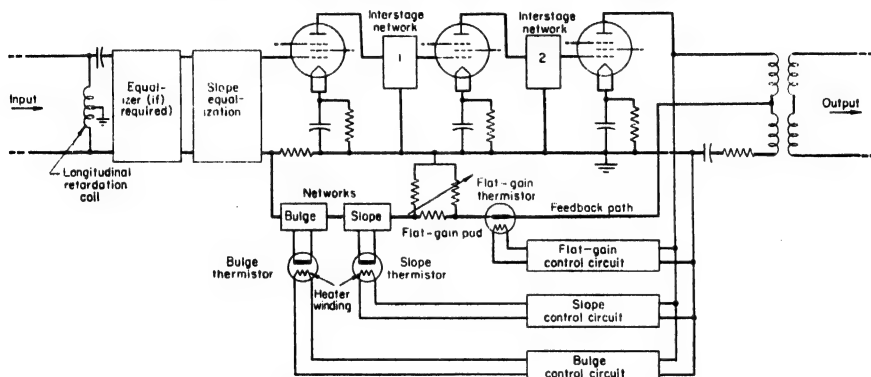 Interstage
network
1
Interstage
network
2
Input
Equal-
izer (if)
required)
Slope
equal-
ization
Output
Longitudinal
retardation
coil
Networks
Bulge
Slope
Flat-gain
thermistor
Flat-gain pad
Feedback path
Bulge thermistor
Slope
thermistor
Heater
winding
Flat-gain
control circuit
Slope
control circuit
Bulge
control circuit